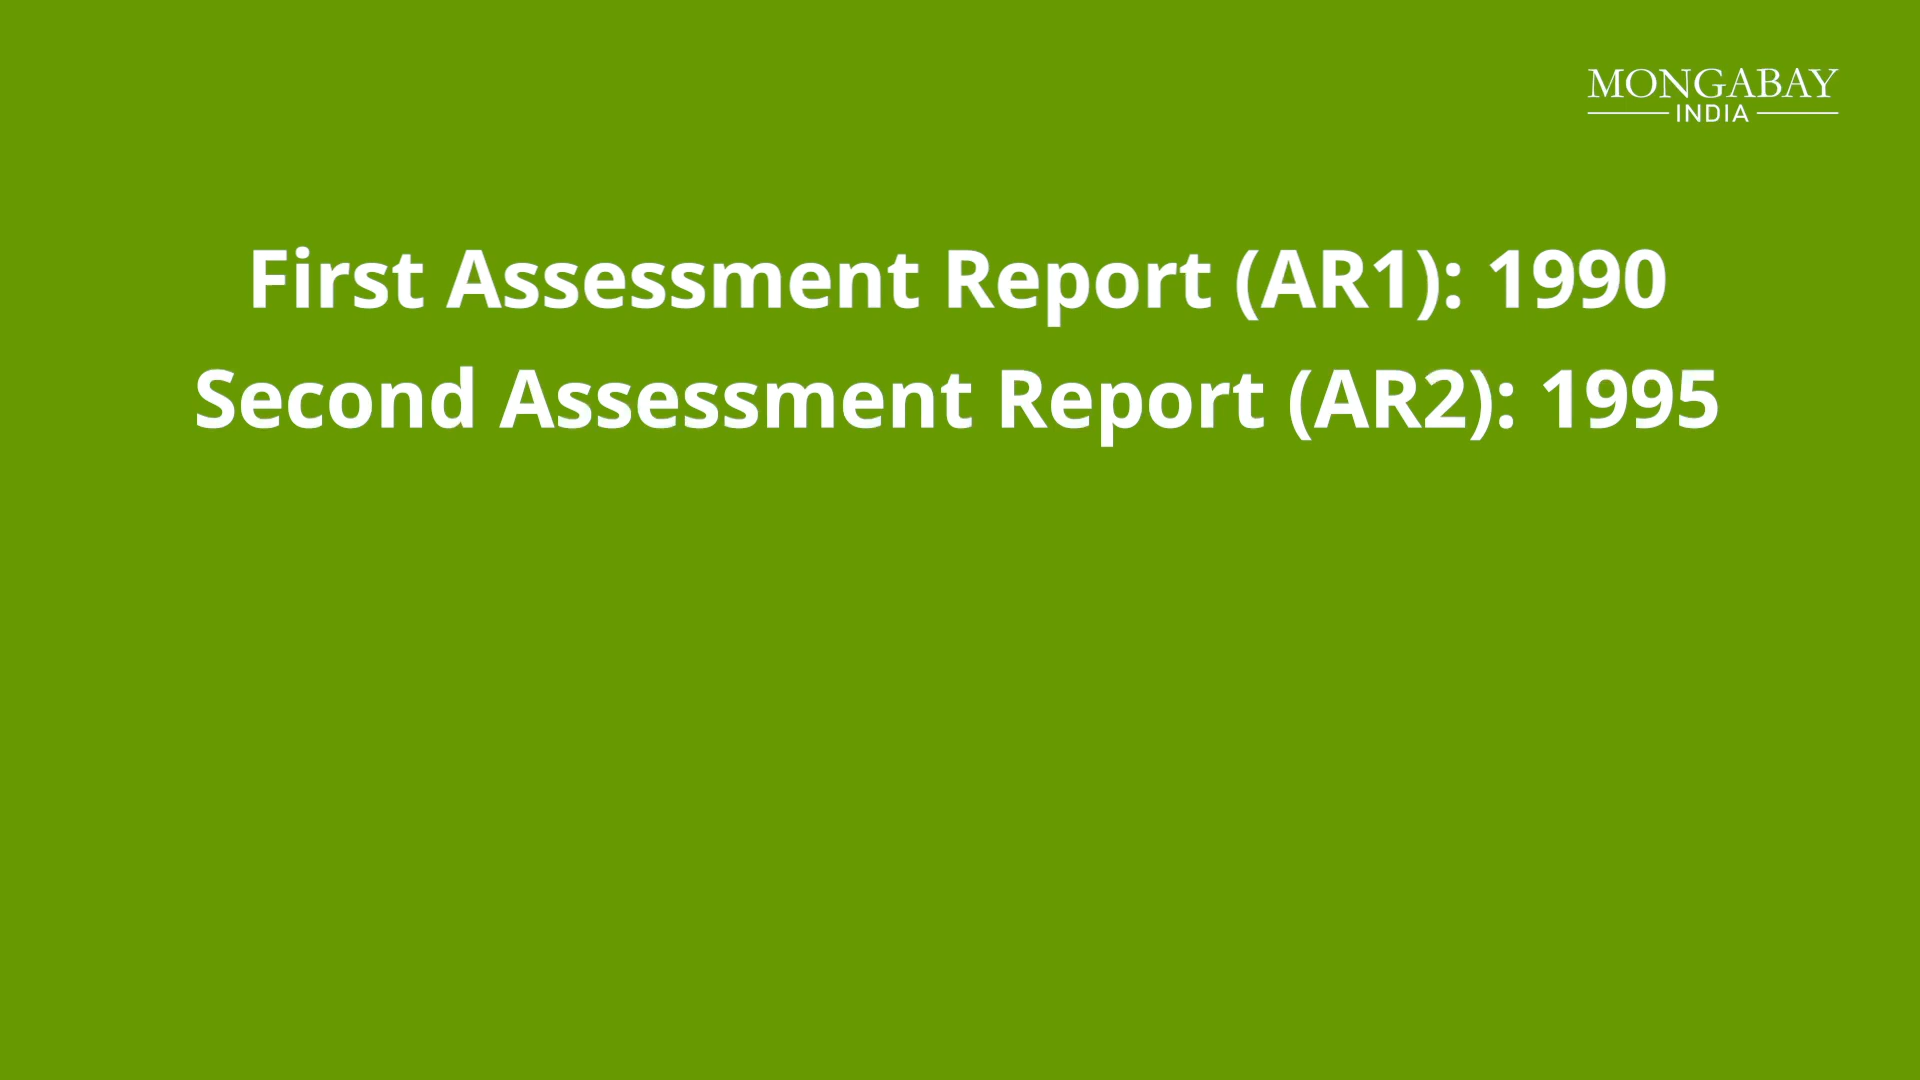 MONGABAY
INDIA
First Assessment Report (AR1): 1990
Second Assessment Report (AR2): 1995